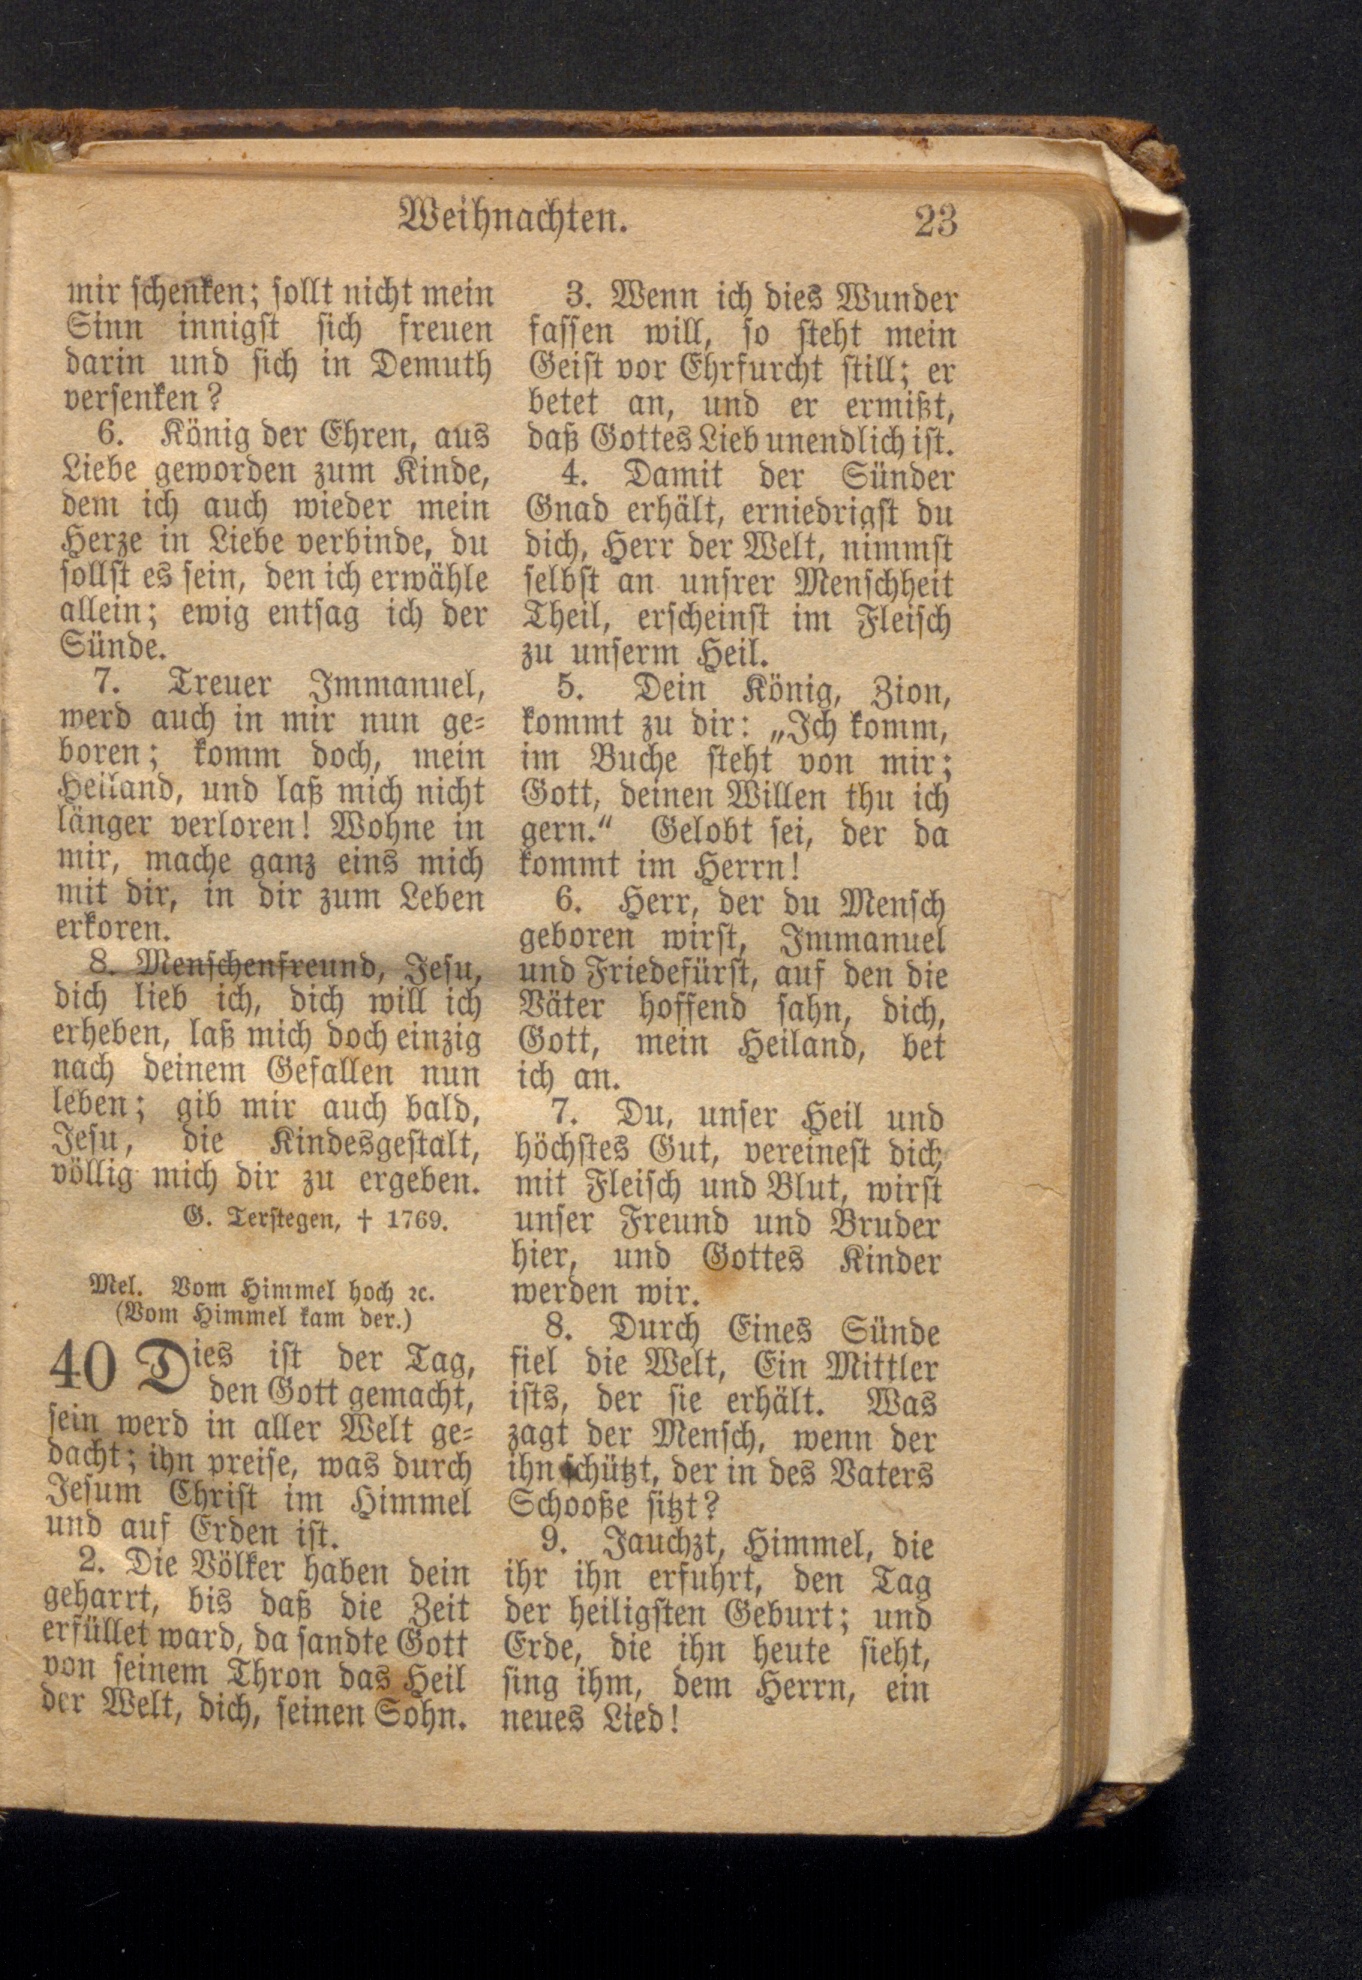 Weihnachten.
23
mir schenken; sollt nicht mein
Sinn innigst sich freuen
darin und sich in Demuth
versenken?
6. König der Ehren, aus
Liebe geworden zum Kinde,
dem ich auch wieder mein
Herze in Liebe verbinde, du
sollst es sein, den ich erwähle
allein; ewig entsag ich der
Sünde.
7. Treuer Immanuel,
werd auch in mir nun ge=
boren; komm doch, mein
Heiland, und laß mich nicht
länger verloren! Wohne in
mir, mache ganz eins mich
mit dir, in dir zum Leben
erkoren.
8. Menschenfreund, Jesu,
dich lieb ich, dich will ich
erheben, laß mich doch einzig
nach deinem Gefallen nun
leben; gib mir auch bald,
Jesu, die Kindesgestalt,
völlig mich dir zu ergeben.
G. Terstegen, † 1769.
Mel. Vom Himmel hoch ꝛc.
(Vom Himmel kam der.)
40 Dies ist der Tag,
den Gott gemacht,
sein werd in aller Welt ge=
dacht; ihn preise, was durch
Jesum Christ im Himmel
und auf Erden ist.
2. Die Völker haben dein
geharrt, bis daß die Zeit
erfüllet ward, da sandte Gott
von seinem Thron das Heil
der Welt, dich, seinen Sohn.
3. Wenn ich dies Wunder
fassen will, so steht mein
Geist vor Ehrfurcht still; er
betet an, und er ermißt,
daß Gottes Lieb unendlich ist.
4. Damit der Sünder
Gnad erhält, erniedrigst du
dich, Herr der Welt, nimmst
selbst an unsrer Menschheit
Theil, erscheinst im Fleisch
zu unserm Heil.
5. Dein König, Zion,
kommt zu dir: „Ich komm,
im Buche steht von mir;
Gott, deinen Willen thu ich
gern.“ Gelobt sei, der da
kommt im Herrn!
6. Herr, der du Mensch
geboren wirst, Immanuel
und Friedefürst, auf den die
Väter hoffend sahn, dich,
Gott, mein Heiland, bet
ich an.
7. Du, unser Heil und
höchstes Gut, vereinest dich
mit Fleisch und Blut, wirst
unser Freund und Bruder
hier, und Gottes Kinder
werden wir.
8. Durch Eines Sünde
fiel die Welt, Ein Mittler
ists, der sie erhält. Was
zagt der Mensch, wenn der
ihn schützt, der in des Vaters
Schooße sitzt?
9. Jauchzt, Himmel, die
ihr ihn erfuhrt, den Tag
der heiligsten Geburt; und
Erde, die ihn heute sieht,
sing ihm, dem Herrn, ein
neues Lied!